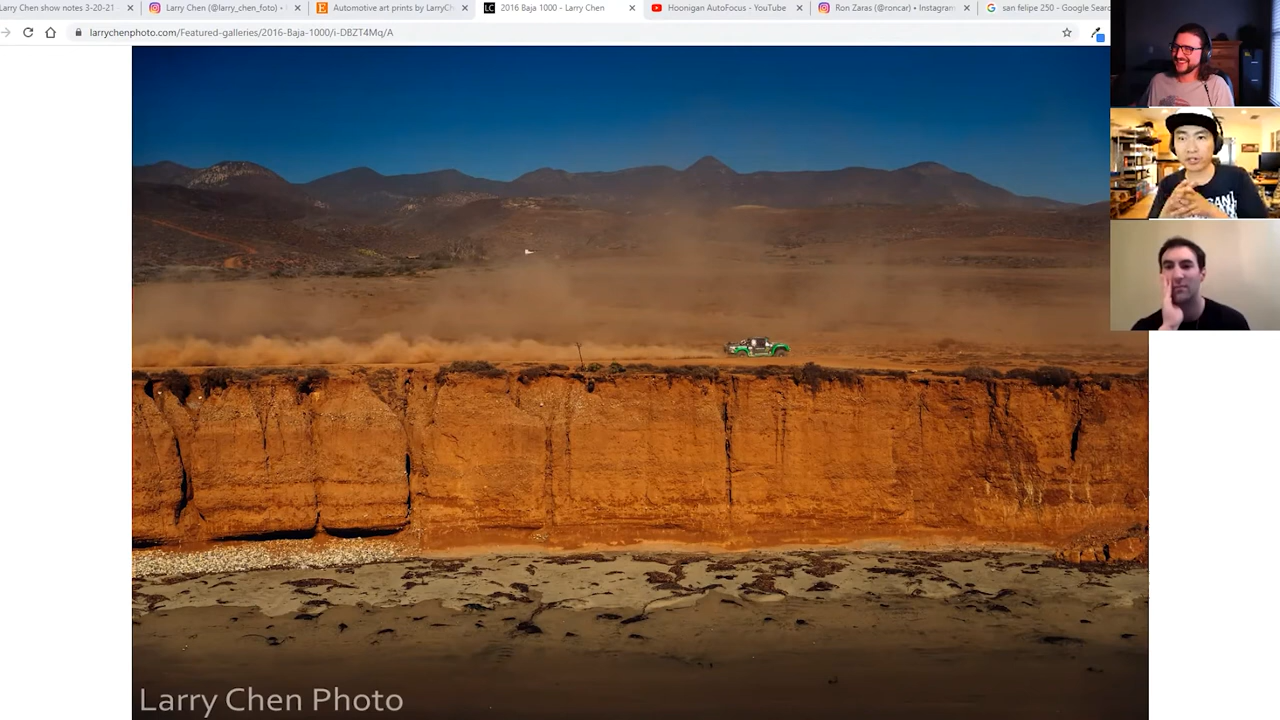 Larry Chen show notes 3-20-21
Larry Chen (@larry_chen_foto) •
Automotive art prints by LarryCh
2016 Baja 1000 - Larry Chen
Hoonigan AutoFocus - YouTube
Ron Zaras (@roncar) • Instagram
san felipe 250 - Google Searc
larrychenphoto.com/Featured-galleries/2016-Baja-1000/i-DBZT4Mq/A
LC
Larry Chen Photo